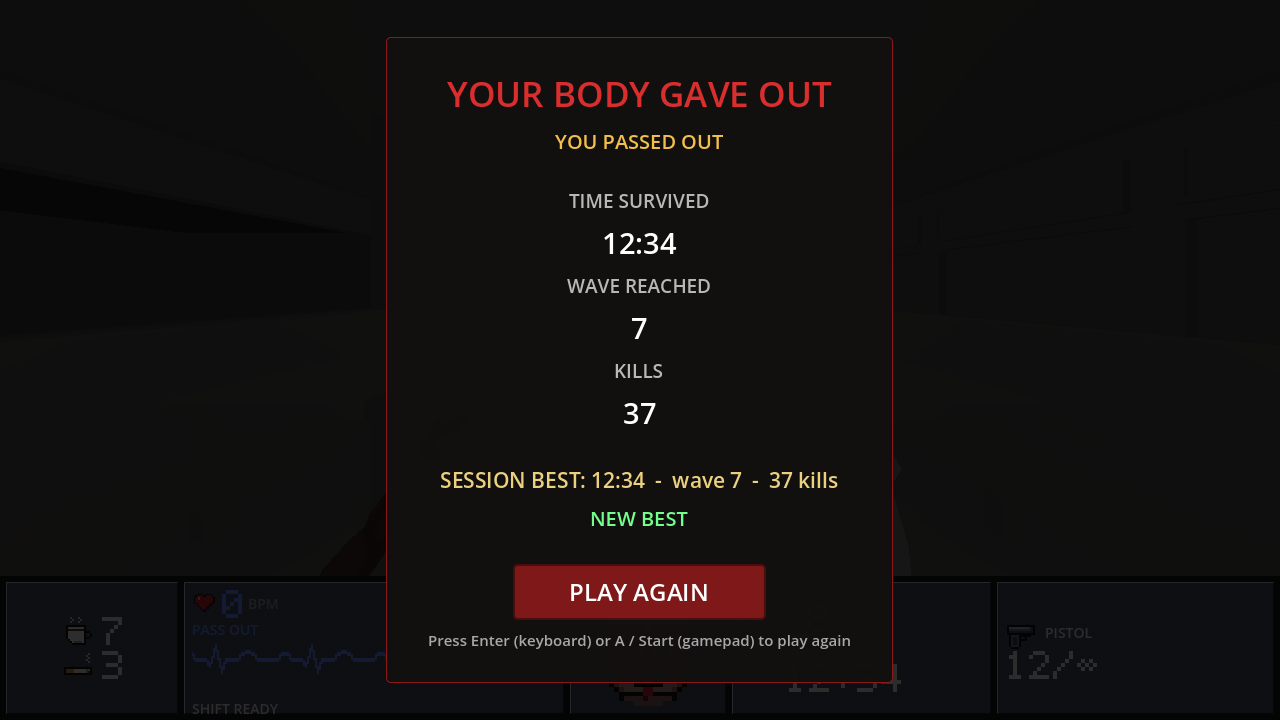 YOUR BODY GAVE OUT
YOU PASSED OUT
TIME SURVIVED
12:34
WAVE REACHED
7
KILLS
37
SESSION BEST: 12:34 - wave 7 - 37 kills
NEW BEST
PLAY AGAIN
Press Enter (keyboard) or A / Start (gamepad) to play again
7
3
0 BPM
PASS OUT
SHIFT READY
12:34
PISTOL
12/∞